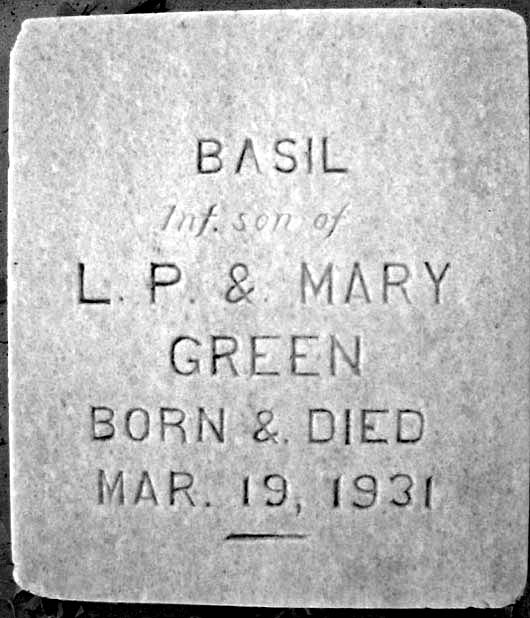 BASIL
Inf. son of
L. P. & MARY
GREEN
BORN & DIED
MAR. 19, 1931